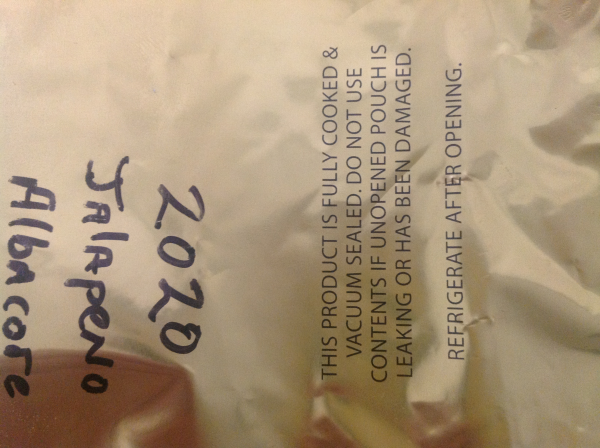 THIS PRODUCT IS FULLY COOKED &
VACUUM SEALED. DO NOT USE
CONTENTS IF UNOPENED POUCH IS
LEAKING OR HAS BEEN DAMAGED.
REFRIGERATE AFTER OPENING.
2020
JalapeNo
Albacore